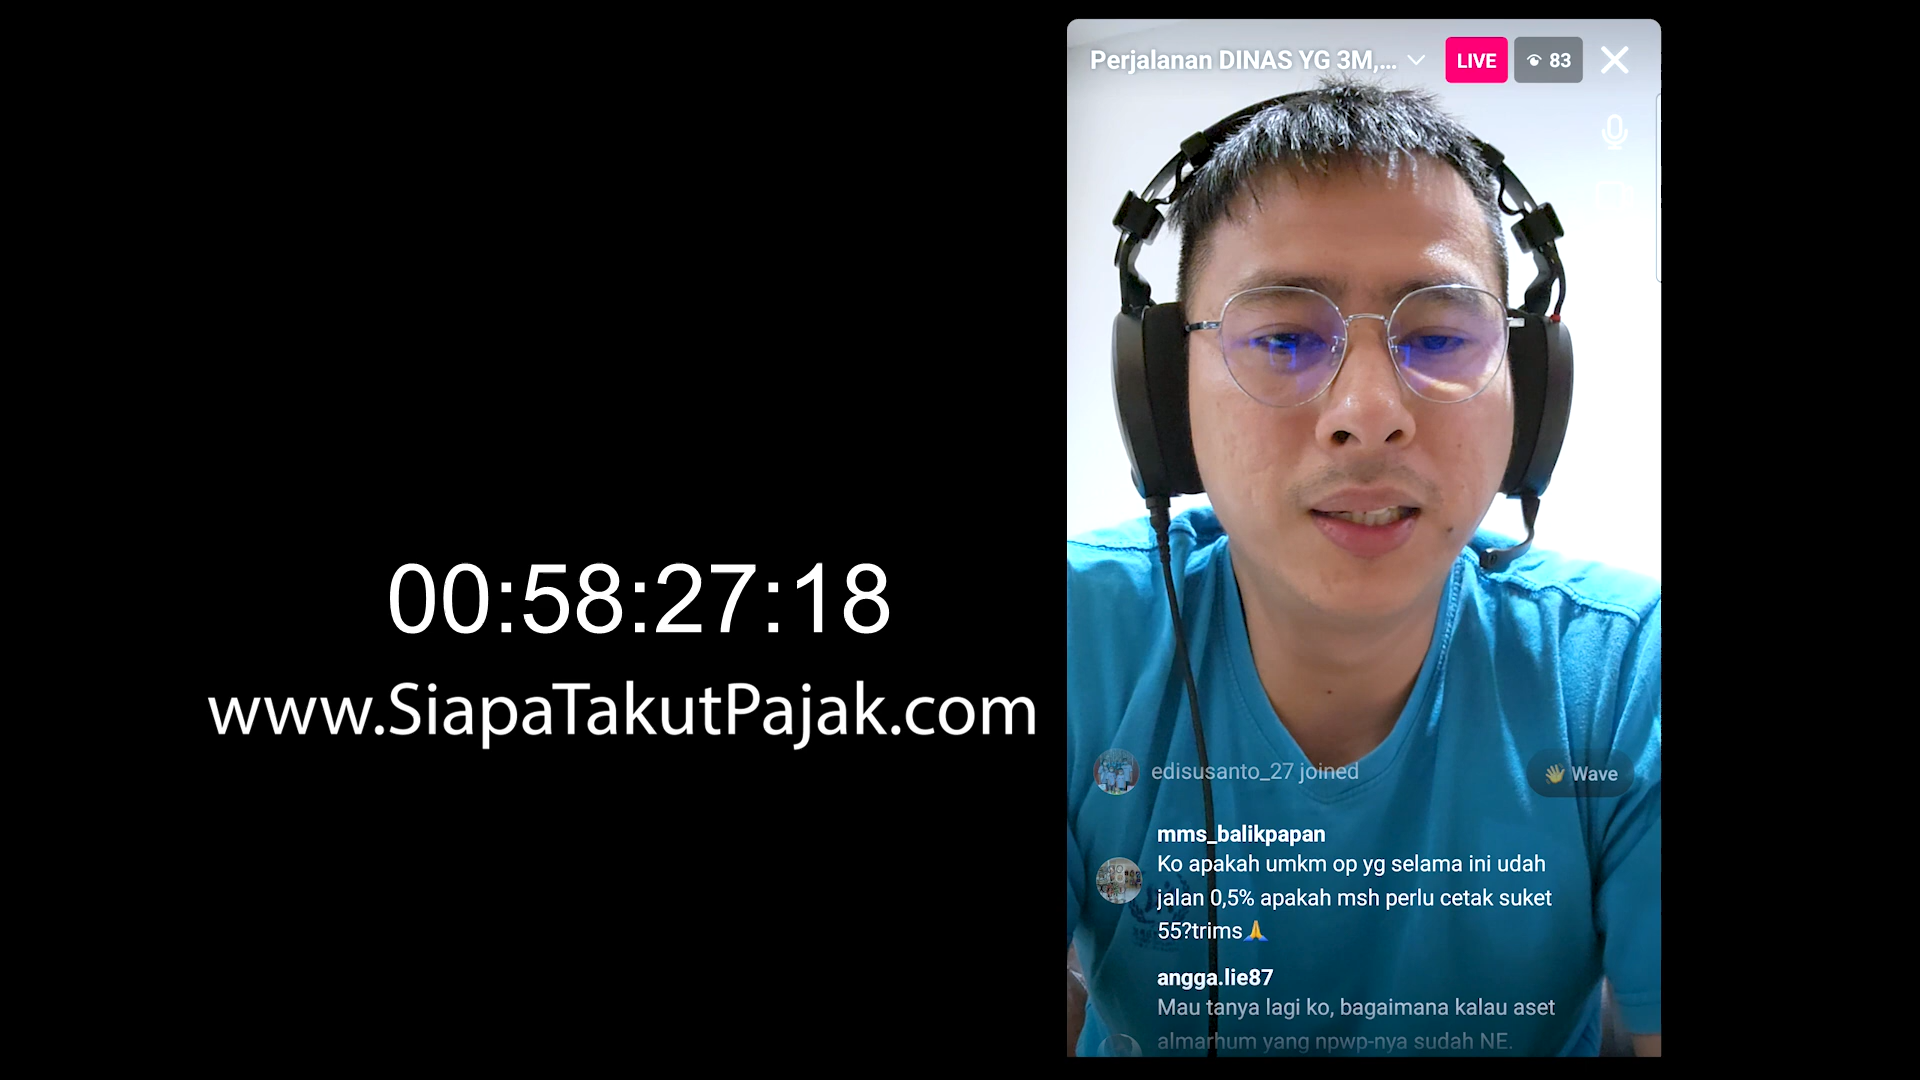 00:58:27:18
www.SiapaTakutPajak.com
Perjalanan DINAS YG 3M,...
LIVE
83
edisusanto_27 joined
Wave
mms_balikpapan
Ko apakah umkm op yg selama ini udah
jalan 0,5% apakah msh perlu cetak suket
55?trims🙏
angga.lie87
Mau tanya lagi ko, bagaimana kalau aset
almarhum yang npwp-nya sudah NE.